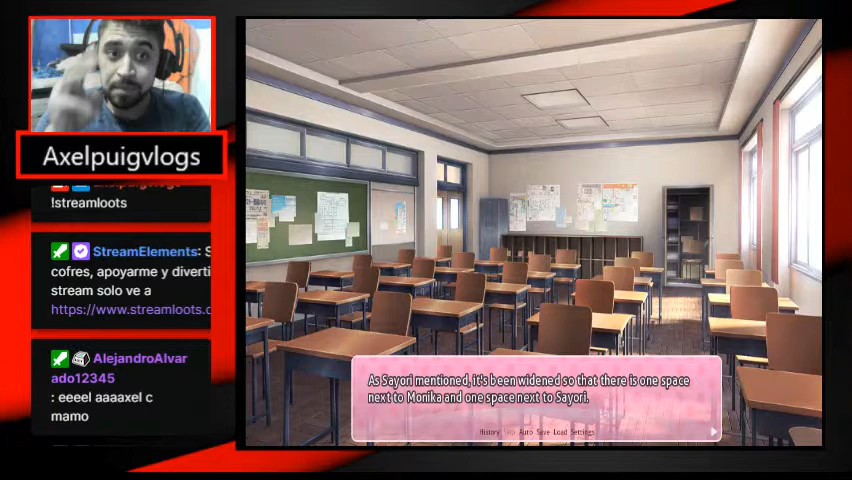 Axelpuigvlogs
!streamloots
StreamElements: S
cofres, apoyarme y diverti
stream solo ve a
https://www.streamloots.c
AlejandroAlvar
ado12345
: eeeel aaaaxel c
mamo
As Sayori mentioned, it's been widened so that there is one space
next to Monika and one space next to Sayori.
History Skip Auto Save Load Settings